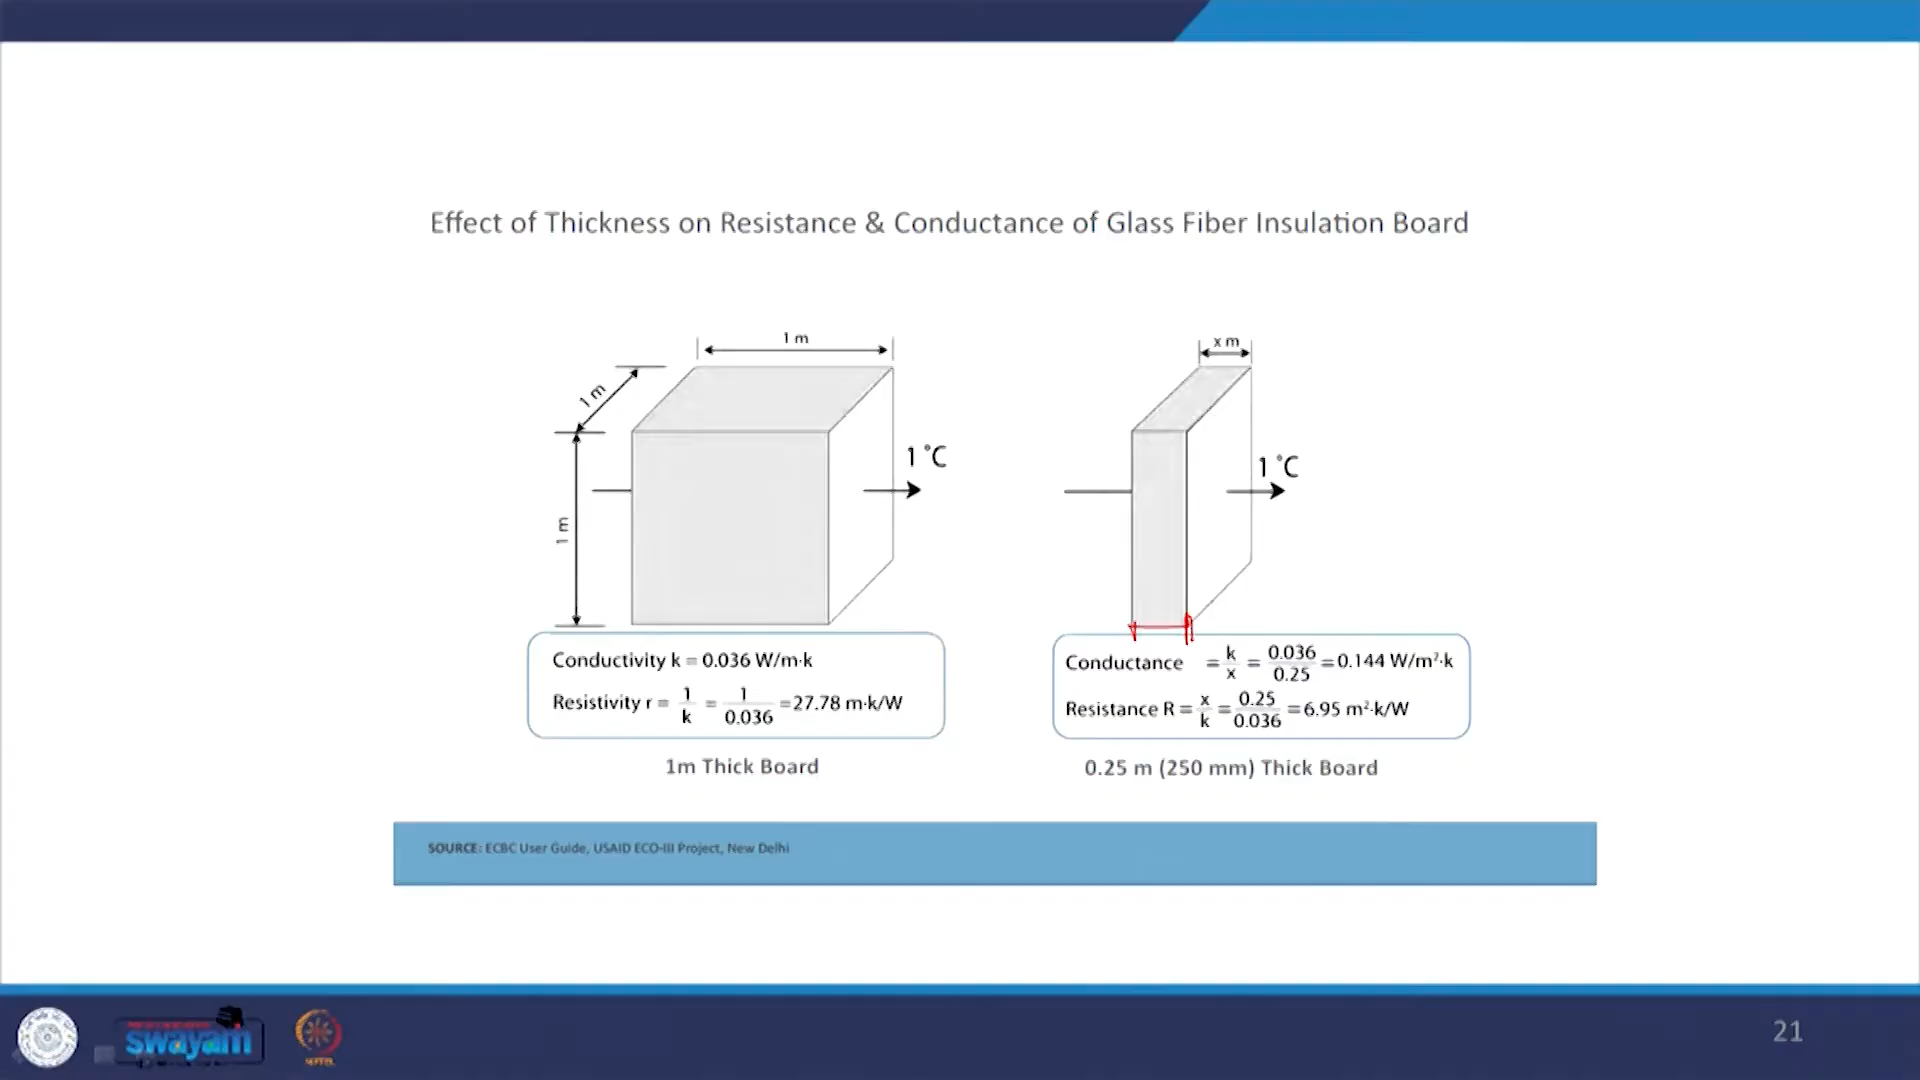 Effect of Thickness on Resistance & Conductance of Glass Fiber Insulation Board
1 m
x m
1 m
1 °C
1 °C
1 m
Conductivity k = 0.036 W/m·k
Resistivity r = 1/k = 1/0.036 =27.78 m·k/W
Conductance = k/x = 0.036/0.25 =0.144 W/m²·k
Resistance R = x/k = 0.25/0.036 =6.95 m²·k/W
1m Thick Board
0.25 m (250 mm) Thick Board
SOURCE: ECBC User Guide, USAID ECO-III Project, New Delhi
swayam
21